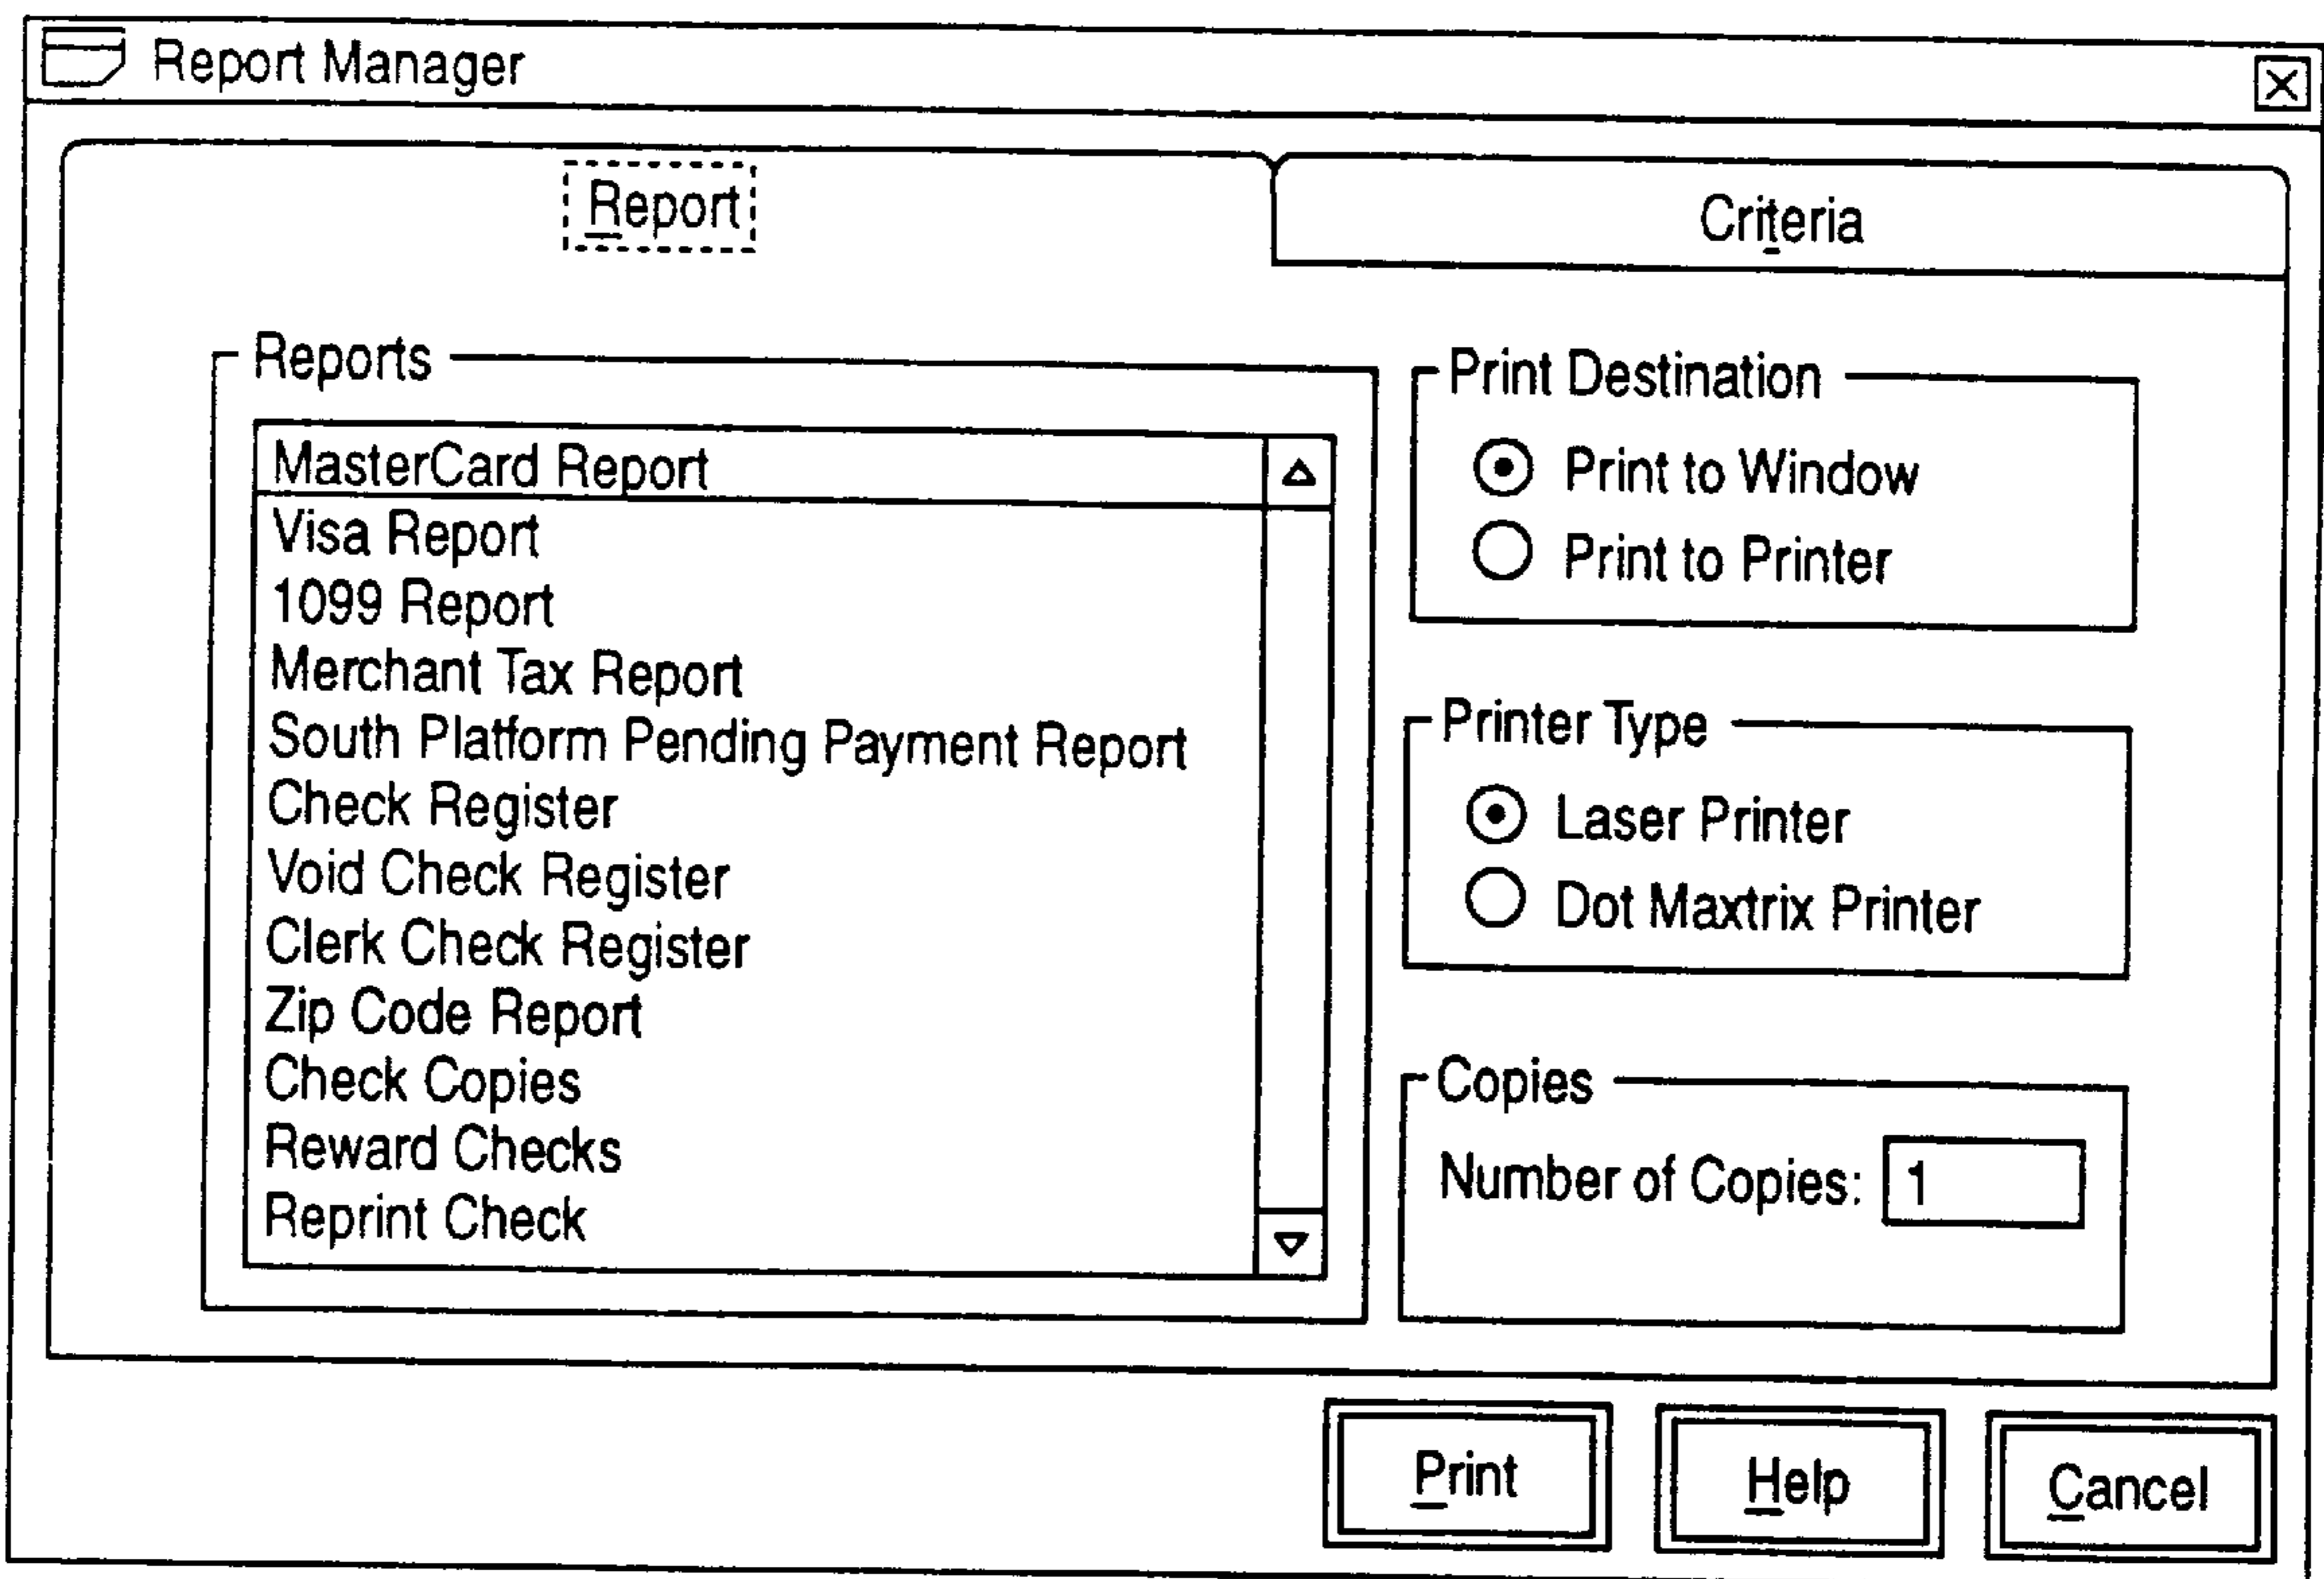 Report Manager
Report
Criteria
Reports
MasterCard Report
Visa Report
1099 Report
Merchant Tax Report
South Platform Pending Payment Report
Check Register
Void Check Register
Clerk Check Register
Zip Code Report
Check Copies
Reward Checks
Reprint Check
Print Destination
Print to Window
Print to Printer
Printer Type
Laser Printer
Dot Maxtrix Printer
Copies
Number of Copies: 1
Print
Help
Cancel